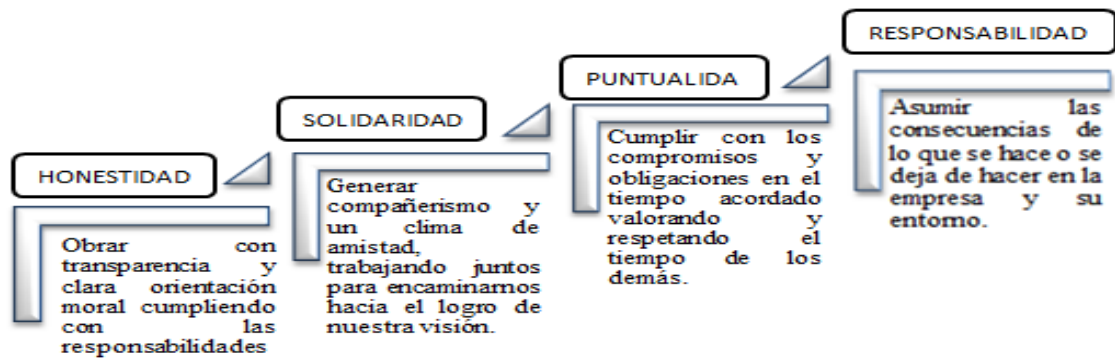 HONESTIDAD
Obrar con
transparencia y
clara orientación
moral cumpliendo
con las
responsabilidades
SOLIDARIDAD
Generar
compañerismo y
un clima de
amistad,
trabajando juntos
para encaminarnos
hacia el logro de
nuestra visión.
PUNTUALIDA
Cumplir con los
compromisos y
obligaciones en el
tiempo acordado
valorando y
respetando el
tiempo de los
demás.
RESPONSABILIDAD
Asumir las
consecuencias de
lo que se hace o se
deja de hacer en la
empresa y su
entorno.